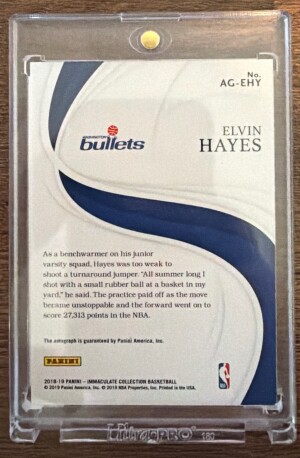 No.
AG-EHY
WASHINGTON
bullets
ELVIN
HAYES
As a benchwarmer on his junior
varsity squad, Hayes was too weak to
shoot a turnaround jumper. "All summer long I
shot with a small rubber ball at a basket in my
yard," he said. The practice paid off as the move
became unstoppable and the forward went on to
score 27,313 points in the NBA.
The autograph is guaranteed by Panini America, Inc.
PANINI
2018-19 PANINI - IMMACULATE COLLECTION BASKETBALL
© 2019 Panini America, Inc. © 2019 NBA Properties, Inc. Printed in the USA.
NBA
Ultra PRO 180